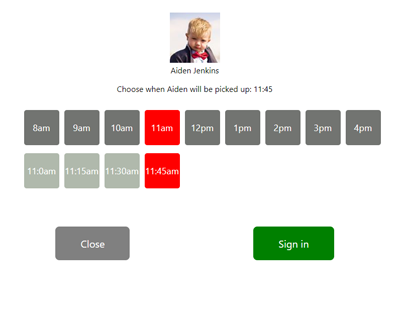 Aiden Jenkins
Choose when Aiden will be picked up: 11:45
8am 9am 10am 11am 12pm 1pm 2pm 3pm 4pm
11:0am 11:15am 11:30am 11:45am
Close Sign in